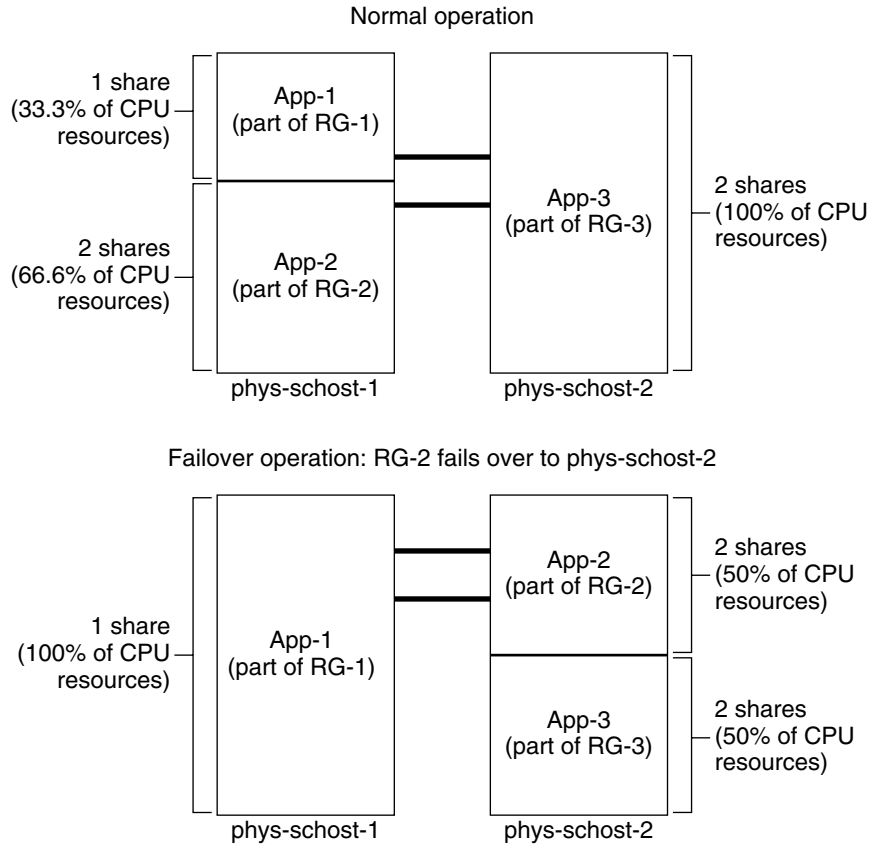 Normal operation
1 share
(33.3% of CPU
resources)
App-1
(part of RG-1)
2 shares
(66.6% of CPU
resources)
App-2
(part of RG-2)
App-3
(part of RG-3)
2 shares
(100% of CPU
resources)
phys-schost-1
phys-schost-2
Failover operation: RG-2 fails over to phys-schost-2
1 share
(100% of CPU
resources)
App-1
(part of RG-1)
App-2
(part of RG-2)
2 shares
(50% of CPU
resources)
App-3
(part of RG-3)
2 shares
(50% of CPU
resources)
phys-schost-1
phys-schost-2